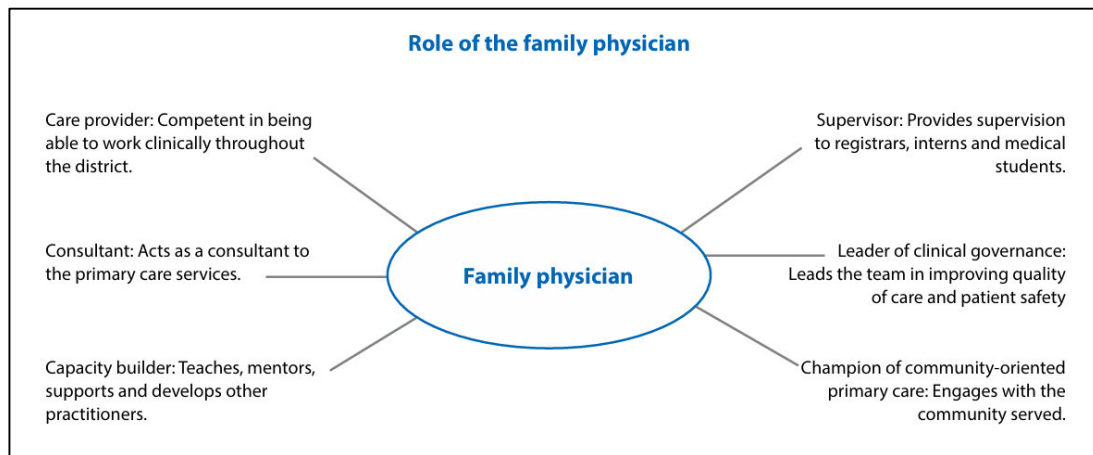 Role of the family physician
Care provider: Competent in being
able to work clinically throughout
the district.
Consultant: Acts as a consultant to
the primary care services.
Capacity builder: Teaches, mentors,
supports and develops other
practitioners.
Family physician
Supervisor: Provides supervision
to registrars, interns and medical
students.
Leader of clinical governance:
Leads the team in improving quality
of care and patient safety
Champion of community-oriented
primary care: Engages with the
community served.